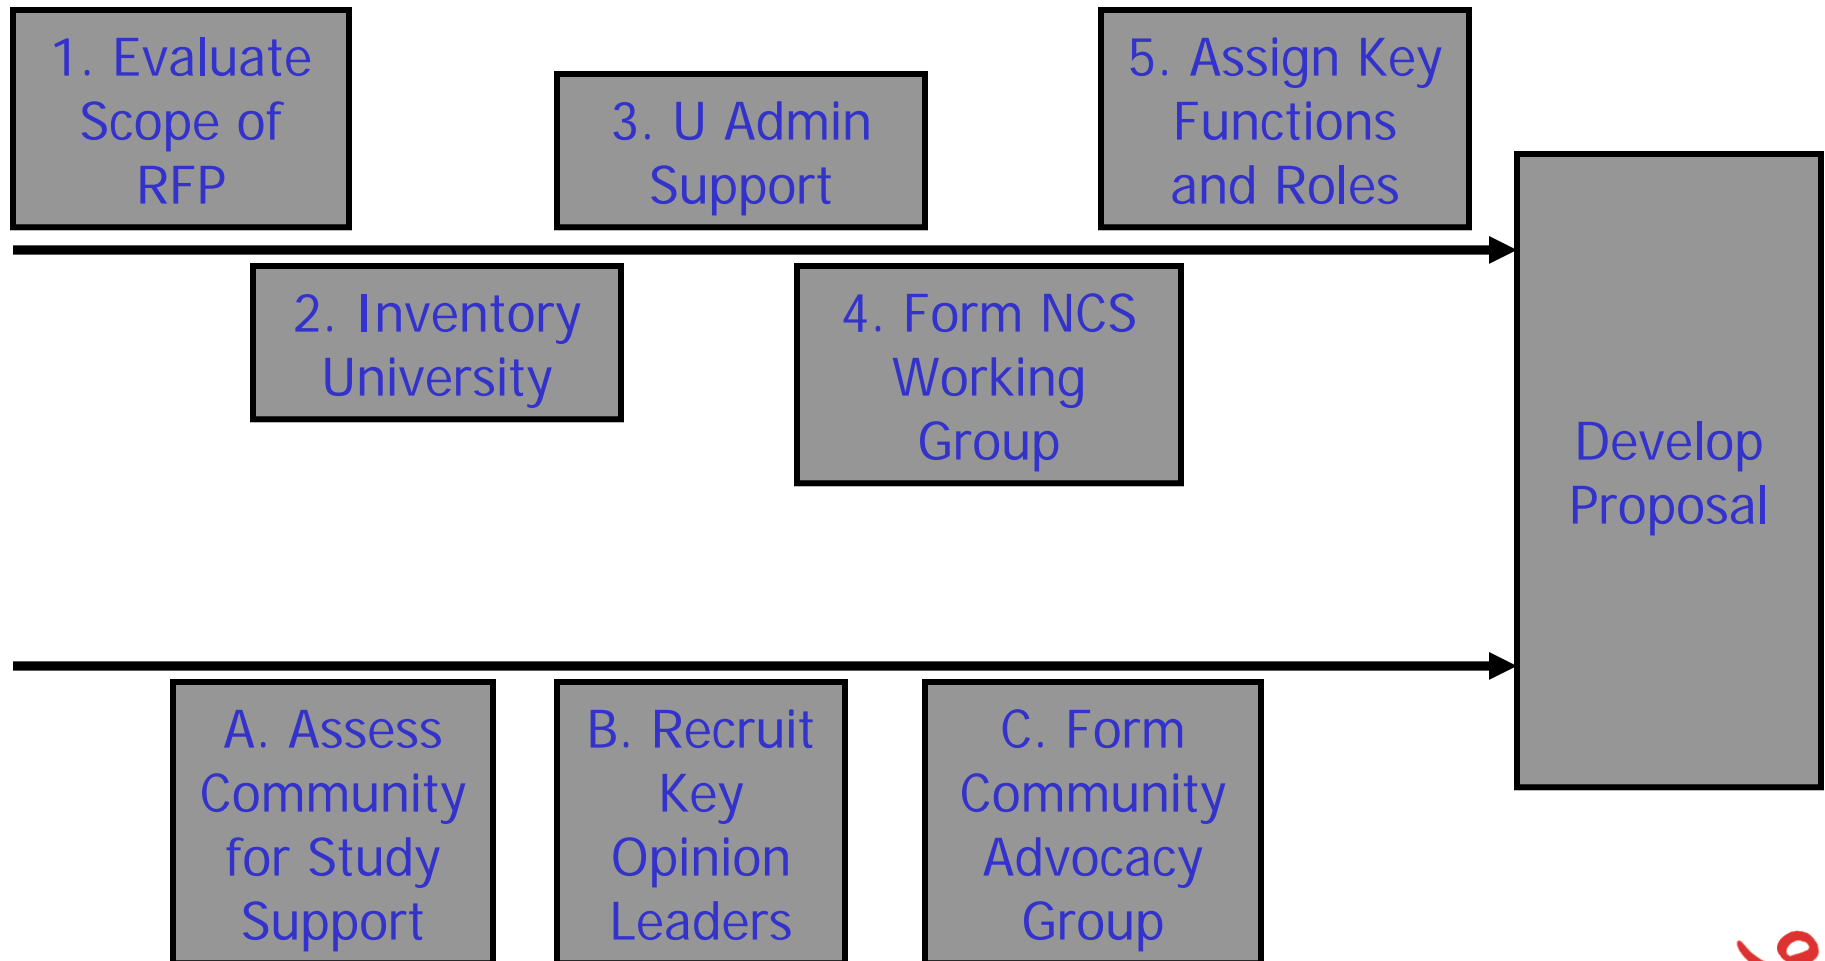 1. Evaluate
Scope of
RFP
2. Inventory
University
3. U Admin
Support
4. Form NCS
Working
Group
5. Assign Key
Functions
and Roles
A. Assess
Community
for Study
Support
B. Recruit
Key
Opinion
Leaders
C. Form
Community
Advocacy
Group
Develop
Proposal